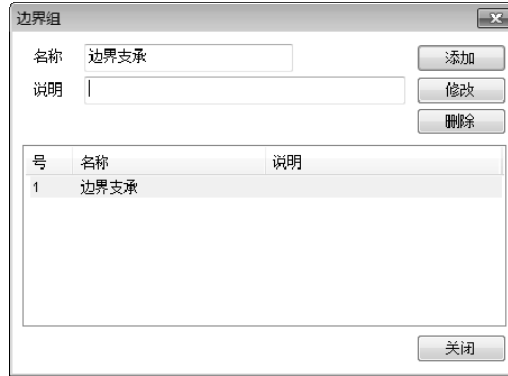 边界组
名称 边界支承 添加
说明 修改
删除
号 名称 说明
1 边界支承
关闭